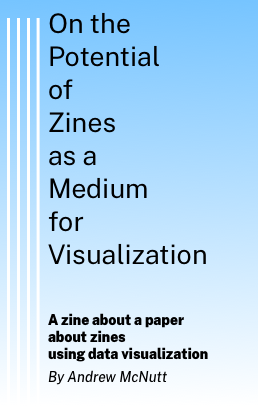 On the
Potential
of
Zines
as a
Medium
for
Visualization
A zine about a paper
about zines
using data visualization
By Andrew McNutt